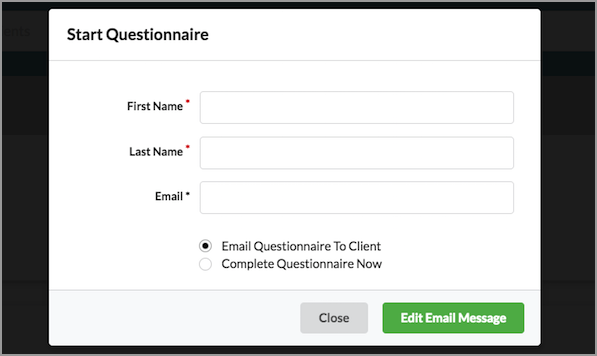 Start Questionnaire
First Name *
Last Name *
Email *
Email Questionnaire To Client
Complete Questionnaire Now
Close
Edit Email Message